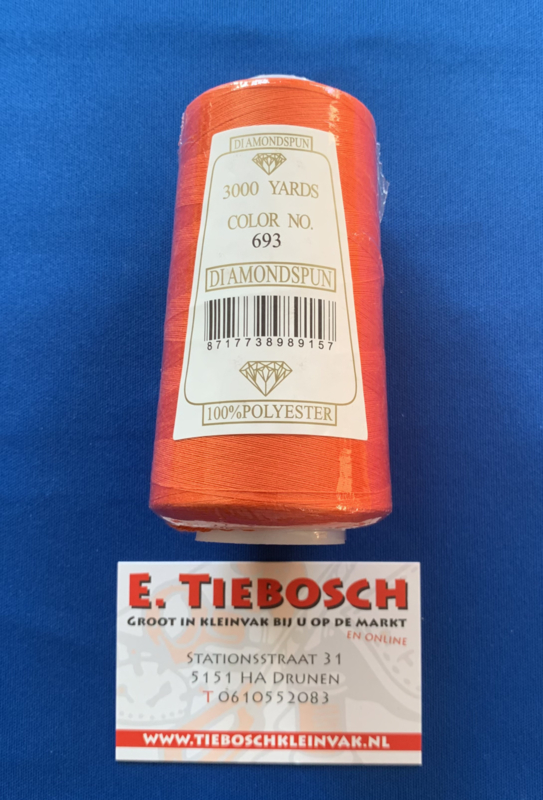 DIAMONDSPUN
3000 YARDS
COLOR NO.
693
DIAMONDSPUN
8717738989157
100%POLYESTER
E. TIEBOSCH
GROOT IN KLEINVAK BIJ U OP DE MARKT
EN ONLINE
STATIONSSTRAAT 31
5151 HA DRUNEN
T 0610552083
WWW.TIEBOSCHKLEINVAK.NL